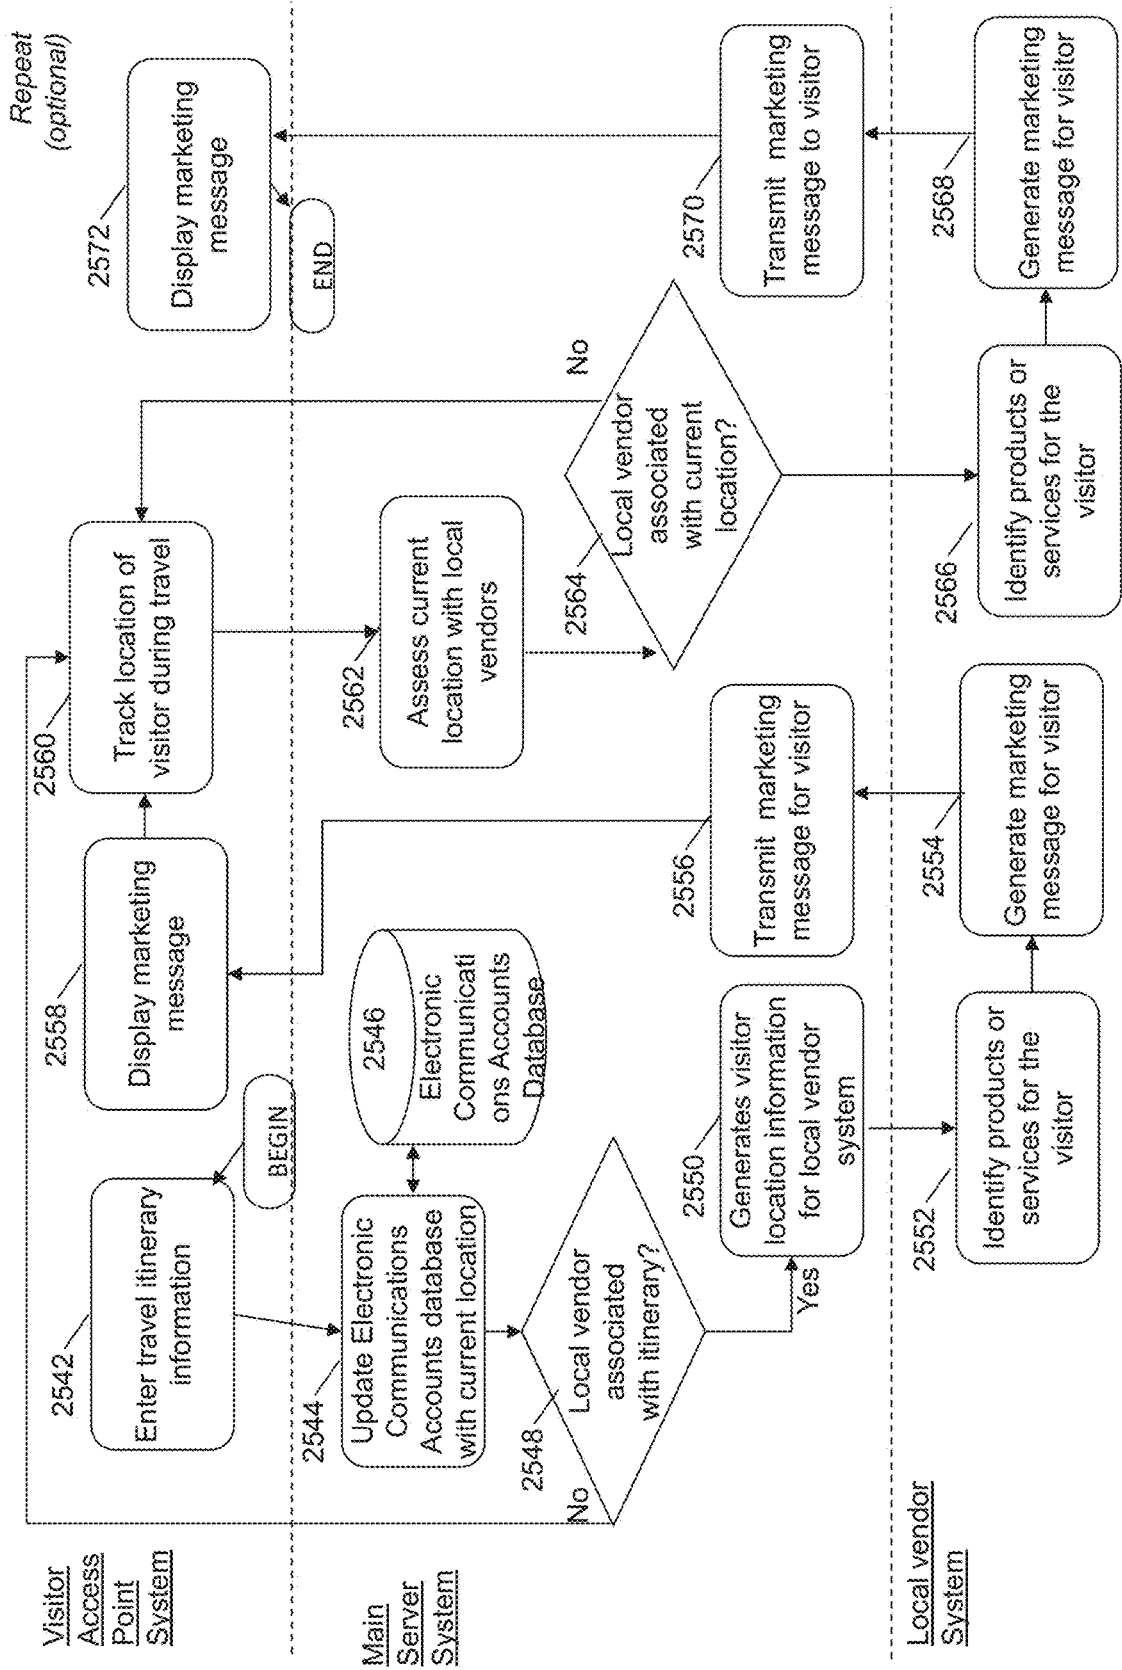 Repeat
(optional)
Visitor
Access
Point
System
2542
Enter travel itinerary
information
BEGIN
2558
Display marketing
message
2560
Track location of
visitor during travel
2572
Display marketing
message
END
Main
Server
System
2544
Update Electronic
Communications
Accounts database
with current location
2546
Electronic
Communicati
ons Accounts
Database
2548
Local vendor
associated
with itinerary?
No
Yes
2550
Generates visitor
location information
for local vendor
system
2556
Transmit marketing
message for visitor
2562
Assess current
location with local
vendors
2564
Local vendor
associated
with current
location?
No
2570
Transmit marketing
message to visitor
Local vendor
System
2552
Identify products or
services for the
visitor
2554
Generate marketing
message for visitor
2566
Identify products or
services for the
visitor
2568
Generate marketing
message for visitor